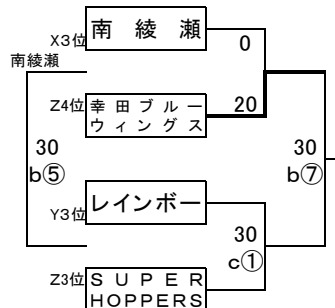 X3位
南綾瀬
0
南綾瀬
Z4位
幸田ブルー
ウィングス
20
30
b⑤
30
b⑦
Y3位
レインボー
30
c①
Z3位
SUPER
HOPPERS